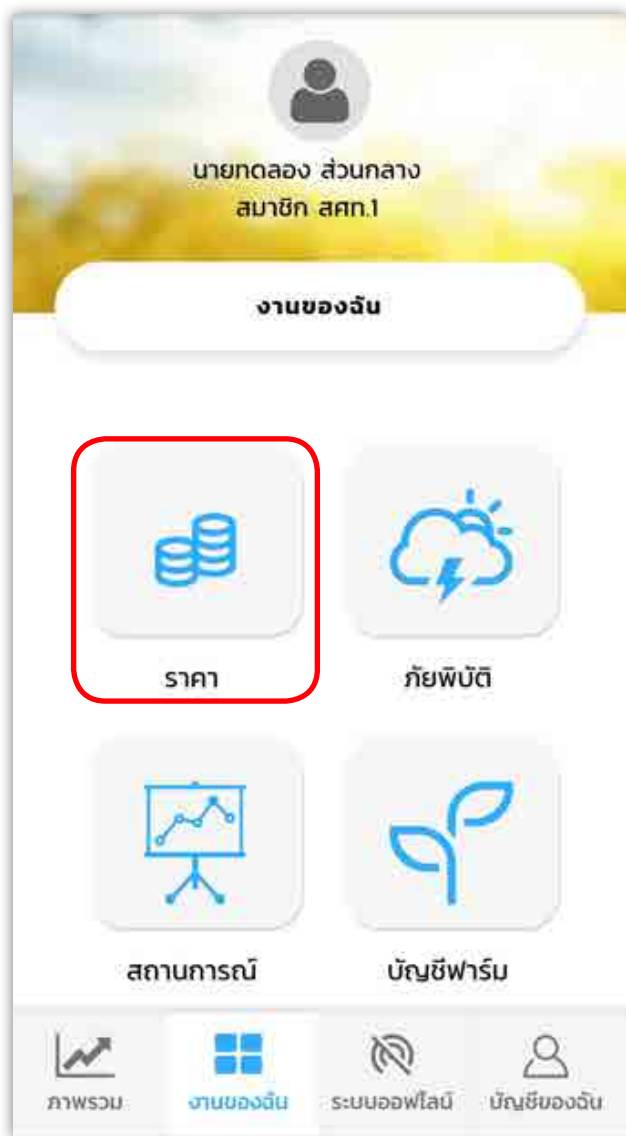 นายทดลอง ส่วนกลาง
สมาชิก สศท.1
งานของฉัน
ราคา
ภัยพิบัติ
สถานการณ์
บัญชีฟาร์ม
ภาพรวม
งานของฉัน
ระบบออฟไลน์
บัญชีของฉัน